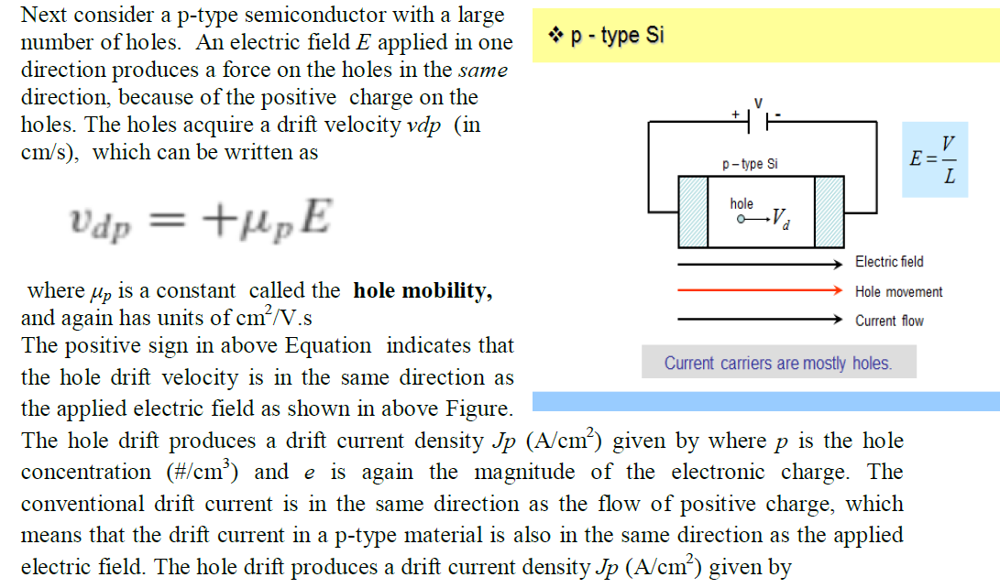 Next consider a p-type semiconductor with a large
number of holes. An electric field E applied in one
direction produces a force on the holes in the same
direction, because of the positive charge on the
holes. The holes acquire a drift velocity vdp (in
cm/s), which can be written as
v_dp = +μ_p E
where μ_p is a constant called the hole mobility,
and again has units of cm²/V.s
The positive sign in above Equation indicates that
the hole drift velocity is in the same direction as
the applied electric field as shown in above Figure.
❖ p - type Si
V
+ -
E = V/L
p – type Si
hole
V_d
Electric field
Hole movement
Current flow
Current carriers are mostly holes.
The hole drift produces a drift current density Jp (A/cm²) given by where p is the hole
concentration (#/cm³) and e is again the magnitude of the electronic charge. The
conventional drift current is in the same direction as the flow of positive charge, which
means that the drift current in a p-type material is also in the same direction as the applied
electric field. The hole drift produces a drift current density Jp (A/cm²) given by